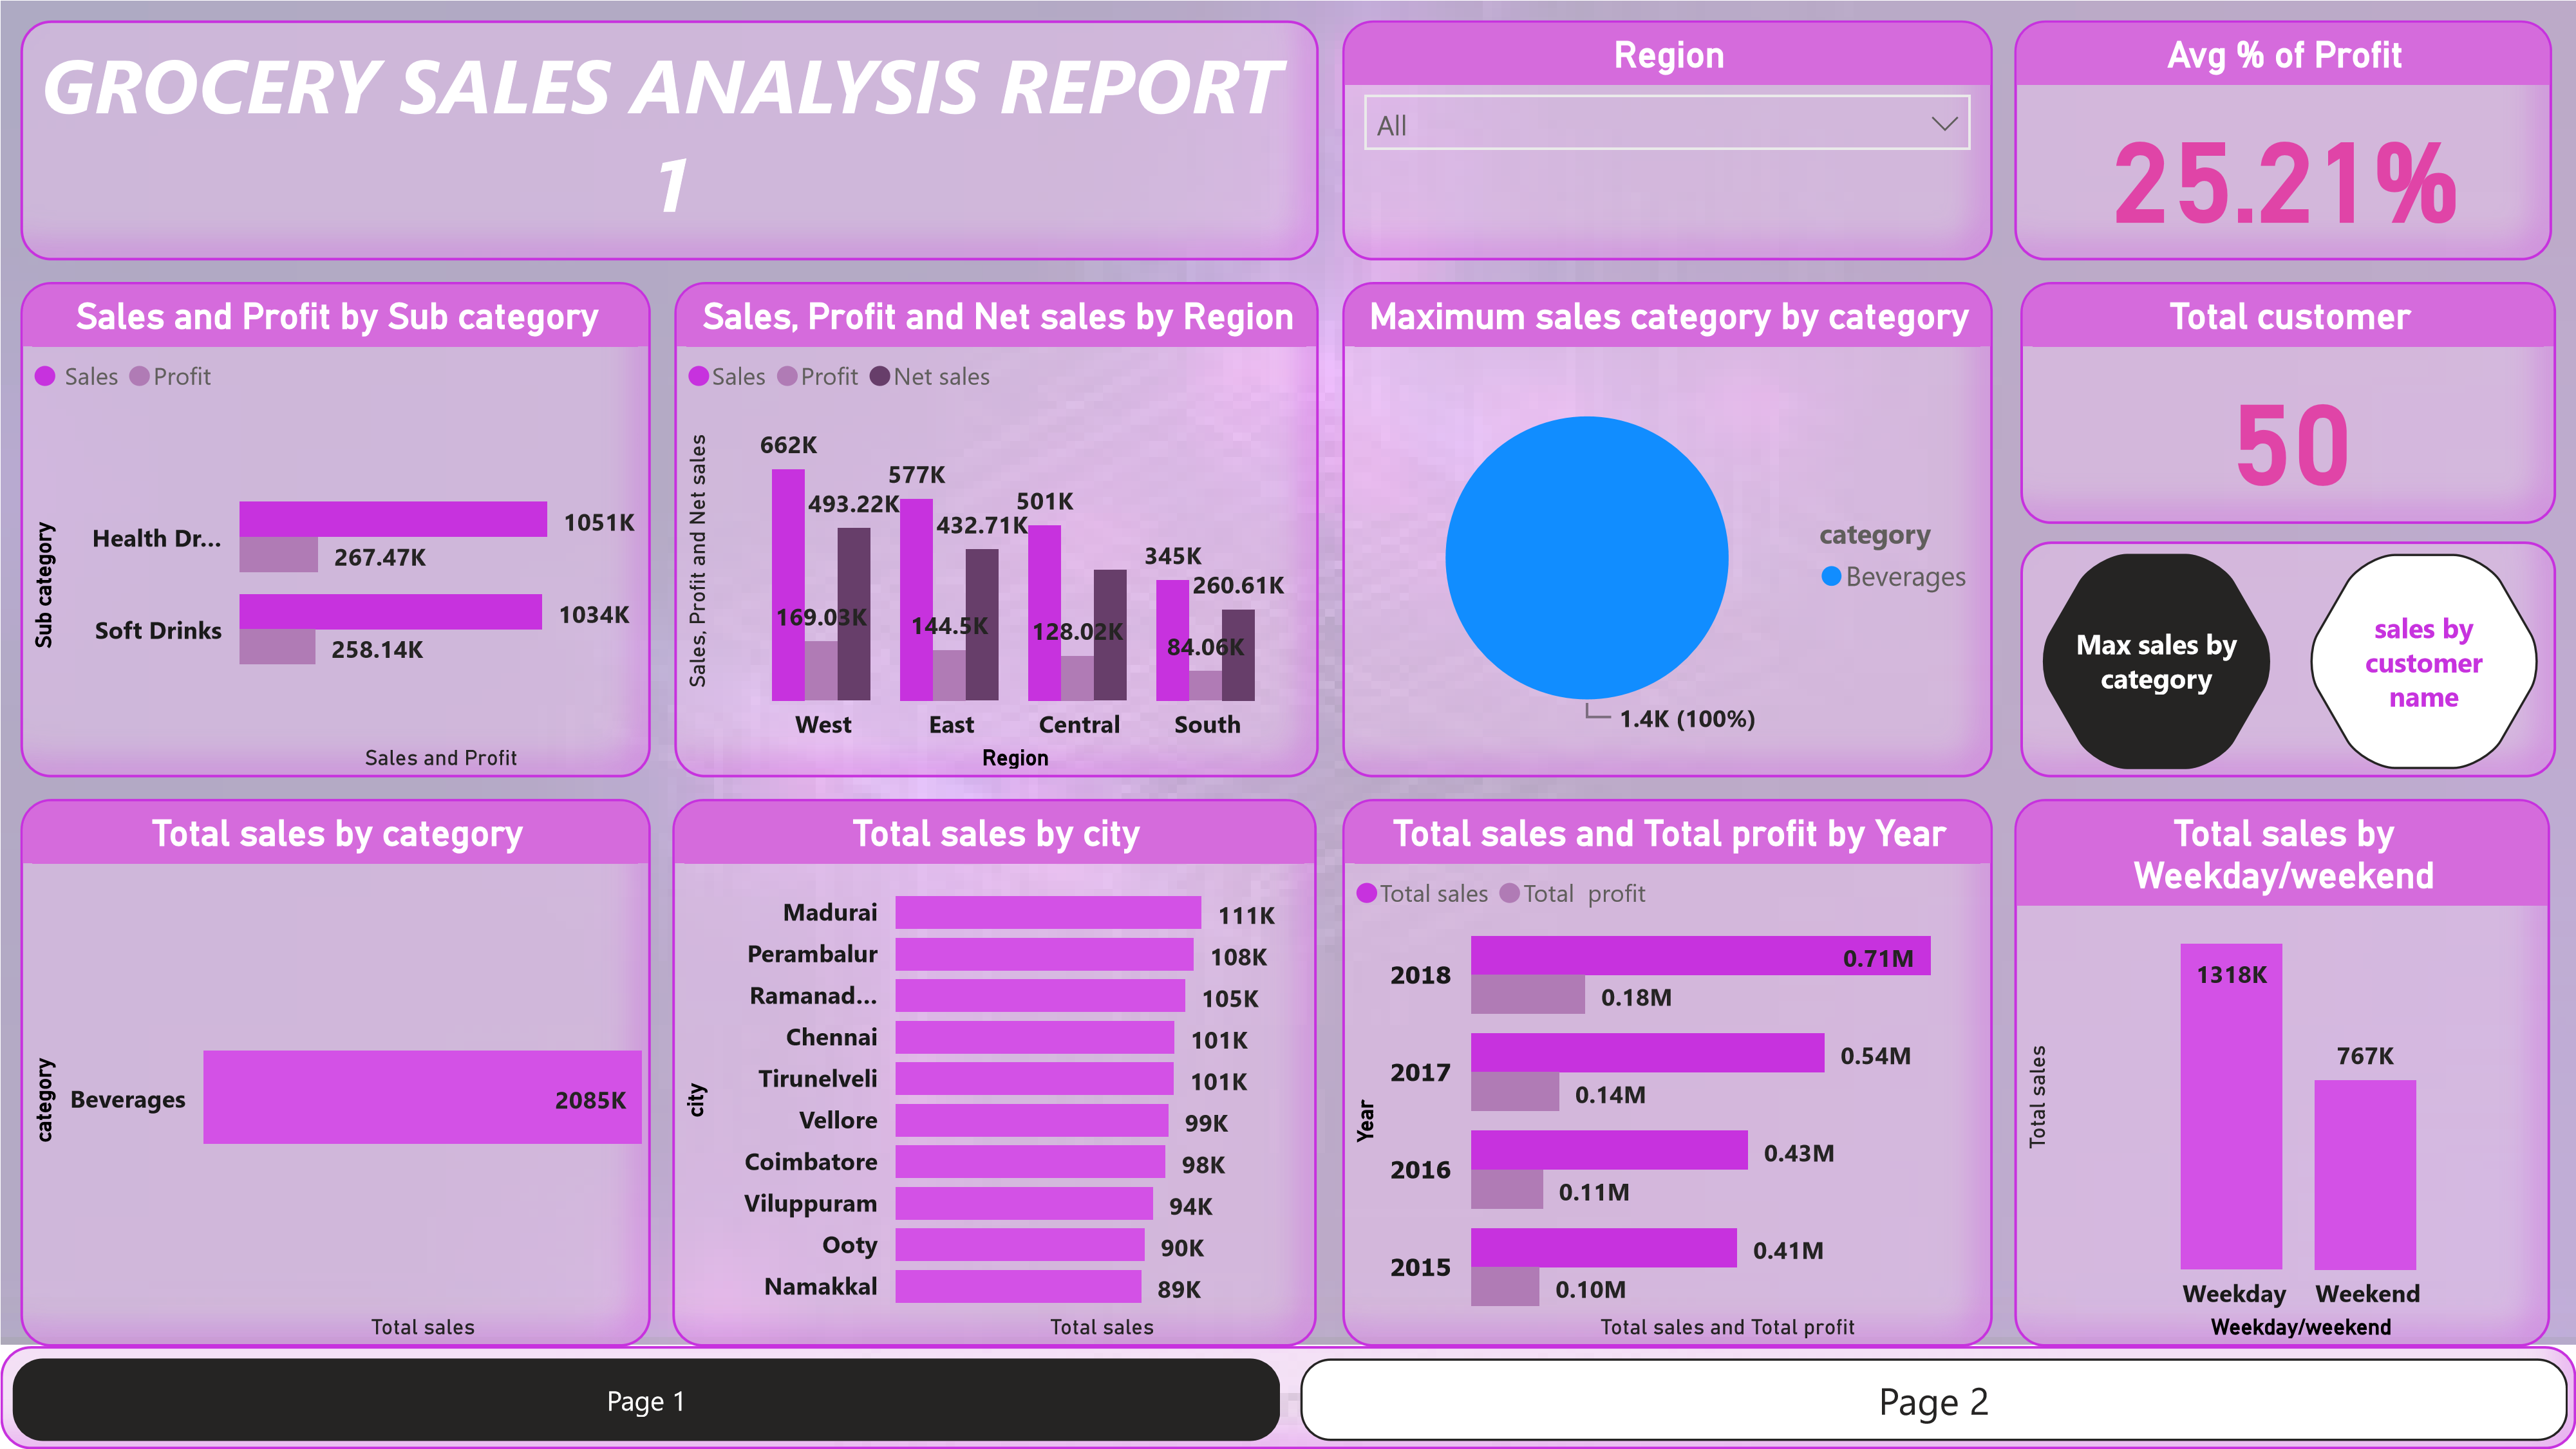 GROCERY SALES ANALYSIS REPORT
1
Region
All
Avg % of Profit
25.21%
Sales and Profit by Sub category
Sales Profit
Sub category
Health Dr...
1051K
267.47K
Soft Drinks
1034K
258.14K
Sales and Profit
Sales, Profit and Net sales by Region
Sales Profit Net sales
Sales, Profit and Net sales
662K
577K
501K
345K
493.22K
432.71K
260.61K
169.03K
144.5K
128.02K
84.06K
West East Central South
Region
Maximum sales category by category
category
Beverages
1.4K (100%)
Total customer
50
Max sales by
category
sales by
customer
name
Total sales by category
category
Beverages
2085K
Total sales
Total sales by city
city
Madurai 111K
Perambalur 108K
Ramanad... 105K
Chennai 101K
Tirunelveli 101K
Vellore 99K
Coimbatore 98K
Viluppuram 94K
Ooty 90K
Namakkal 89K
Total sales
Total sales and Total profit by Year
Total sales Total profit
Year
2018
0.71M
0.18M
2017
0.54M
0.14M
2016
0.43M
0.11M
2015
0.41M
0.10M
Total sales and Total profit
Total sales by
Weekday/weekend
Total sales
1318K
767K
Weekday Weekend
Weekday/weekend
Page 1
Page 2